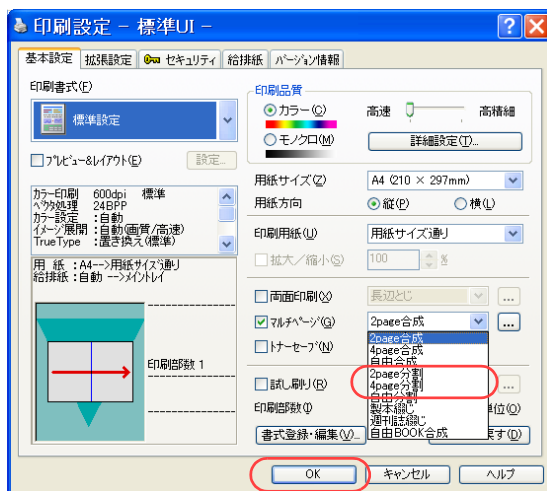 印刷設定 - 標準UI -
基本設定 拡張設定 セキュリティ 給排紙 バージョン情報
印刷書式(F)
標準設定
プレビュー&レイアウト(E) 設定...
カラー印刷 600dpi 標準
ベクタ処理 24BPP
カラー設定 :自動
イメージ展開 :自動(画質/高速)
TrueType :置き換え(標準)
用 紙 :A4-->用紙サイズ通り
給排紙 :自動 -->メイントレイ
印刷部数 1
印刷品質
カラー(C) 高速 高精細
モノクロ(M) 詳細設定(T)...
用紙サイズ(Z) A4 (210 × 297mm)
用紙方向 縦(P) 横(L)
印刷用紙(U) 用紙サイズ通り
拡大/縮小(S) 100 %
両面印刷(X) 長辺とじ ...
マルチページ(G) 2page合成 ...
2page合成
4page合成
自由合成
2page分割
4page分割
自由分割
製本綴じ
週刊誌綴じ
自由BOOK合成
トナーセーブ(N)
試し刷り(R) ...
印刷部数(I) 単位(O)
書式登録・編集(V)... 戻す(D)
OK キャンセル ヘルプ